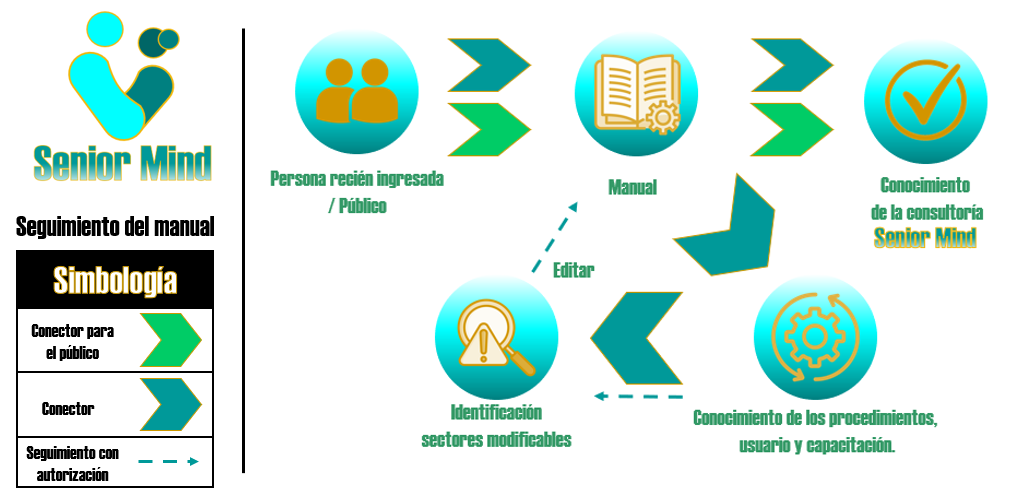 Senior Mind
Seguimiento del manual
Simbología
Conector para
el público
Conector
Seguimiento con
autorización
Persona recién ingresada
/ Público
Manual
Conocimiento
de la consultoría
Senior Mind
Editar
Identificación
sectores modificables
Conocimiento de los procedimientos,
usuario y capacitación.